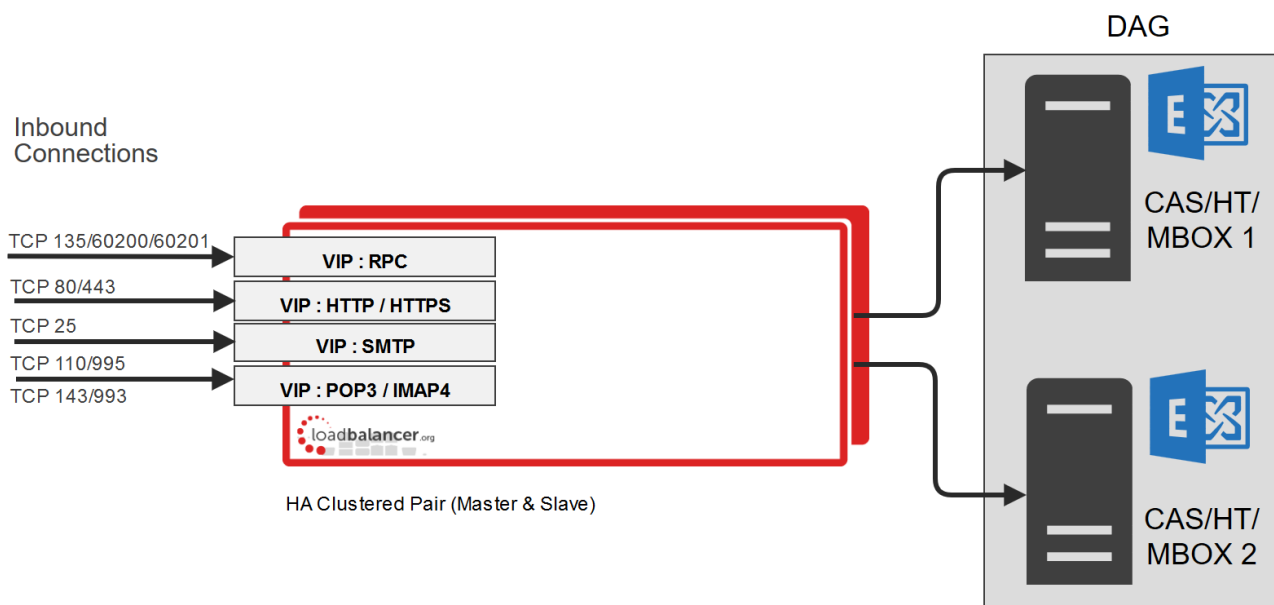 DAG
Inbound
Connections
TCP 135/60200/60201
VIP : RPC
TCP 80/443
VIP : HTTP / HTTPS
TCP 25
VIP : SMTP
TCP 110/995
TCP 143/993
VIP : POP3 / IMAP4
loadbalancer.org
HA Clustered Pair (Master & Slave)
E
CAS/HT/
MBOX 1
E
CAS/HT/
MBOX 2